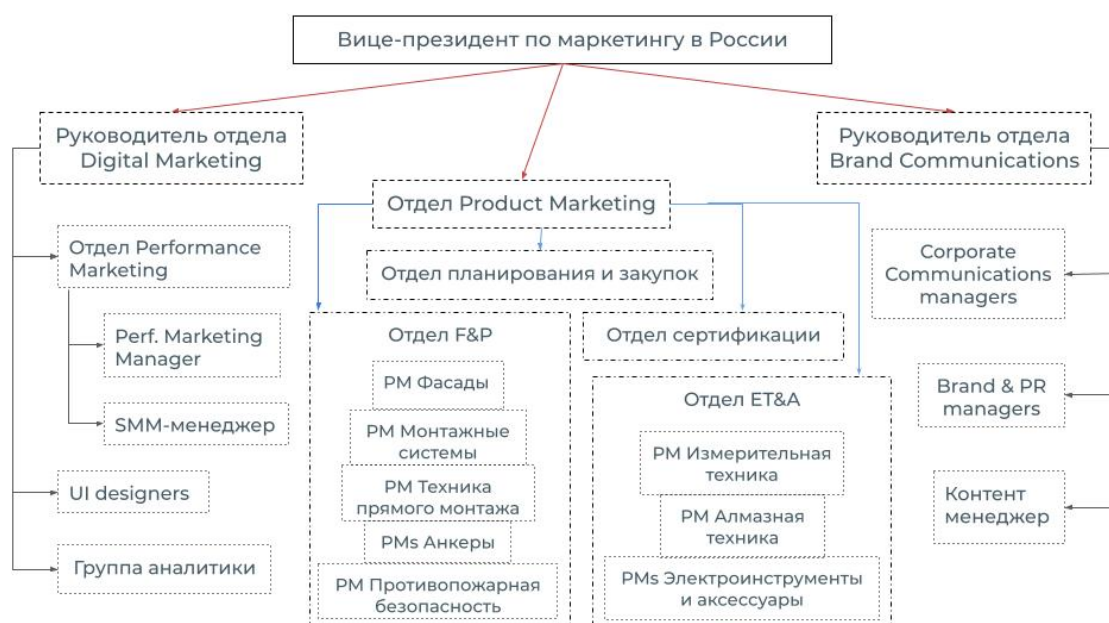 Вице-президент по маркетингу в России
Руководитель отдела
Digital Marketing
Отдел Performance
Marketing
Perf. Marketing
Manager
SMM-менеджер
UI designers
Группа аналитики
Отдел Product Marketing
Отдел планирования и закупок
Отдел F&P
PM Фасады
PM Монтажные
системы
PM Техника
прямого монтажа
PMs Анкеры
PM Противопожарная
безопасность
Отдел сертификации
Отдел ET&A
PM Измерительная
техника
PM Алмазная
техника
PMs Электроинструменты
и аксессуары
Руководитель отдела
Brand Communications
Corporate
Communications
managers
Brand & PR
managers
Контент
менеджер